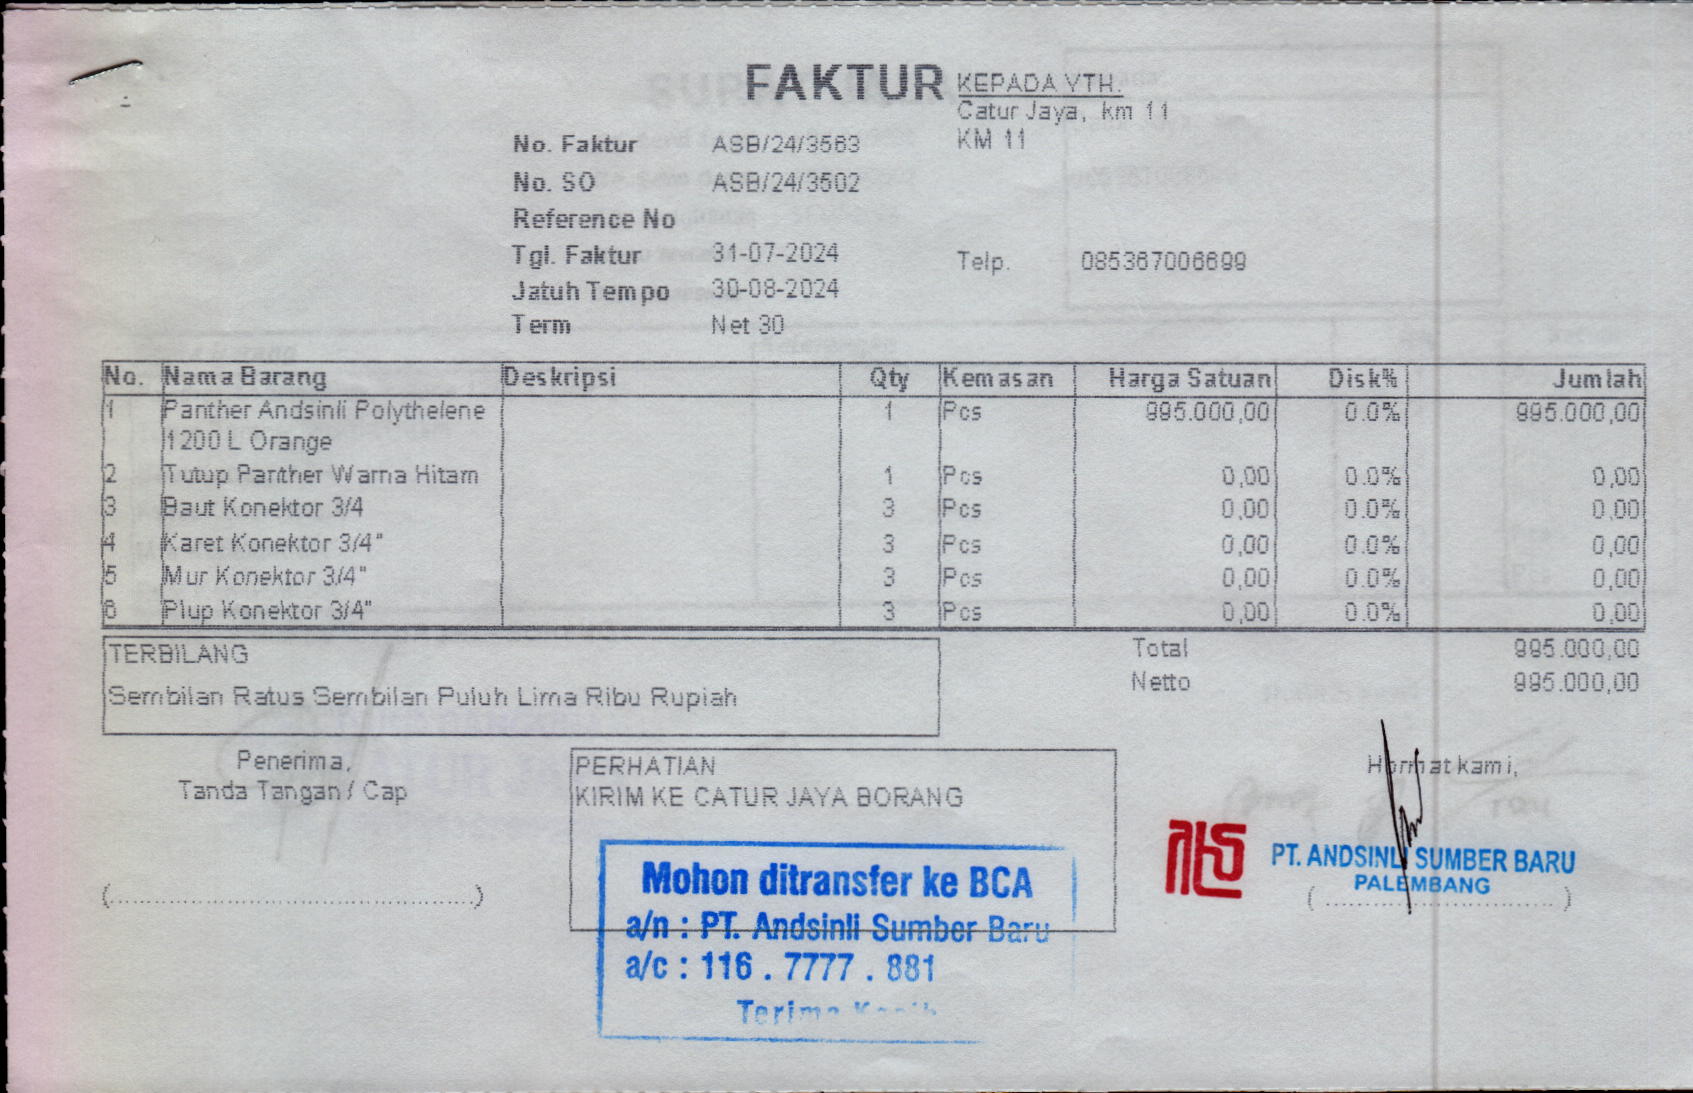 FAKTUR
KEPADA YTH.
Catur Jaya, km 11
KM 11
No. Faktur ASB/24/3563
No. SO ASB/24/3502
Reference No
Tgl. Faktur 31-07-2024
Telp. 085367006699
Jatuh Tempo 30-08-2024
Term Net 30
No. Nama Barang Deskripsi Qty Kemasan Harga Satuan Disk% Jumlah
1 Panther Andsinli Polythelene 1 Pcs 995.000,00 0.0% 995.000,00
1200 L Orange
2 Tutup Panther Warna Hitam 1 Pcs 0,00 0.0% 0,00
3 Baut Konektor 3/4 3 Pcs 0,00 0.0% 0,00
4 Karet Konektor 3/4" 3 Pcs 0,00 0.0% 0,00
5 Mur Konektor 3/4" 3 Pcs 0,00 0.0% 0,00
6 Plup Konektor 3/4" 3 Pcs 0,00 0.0% 0,00
TERBILANG
Sembilan Ratus Sembilan Puluh Lima Ribu Rupiah
Total 995.000,00
Netto 995.000,00
Penerima,
Tanda Tangan / Cap
PERHATIAN
KIRIM KE CATUR JAYA BORANG
Hormat kami,
Mohon ditransfer ke BCA
a/n : PT. Andsinli Sumber Baru
a/c : 116 . 7777 . 881
Terima Kasih
PT. ANDSINLI SUMBER BARU
PALEMBANG